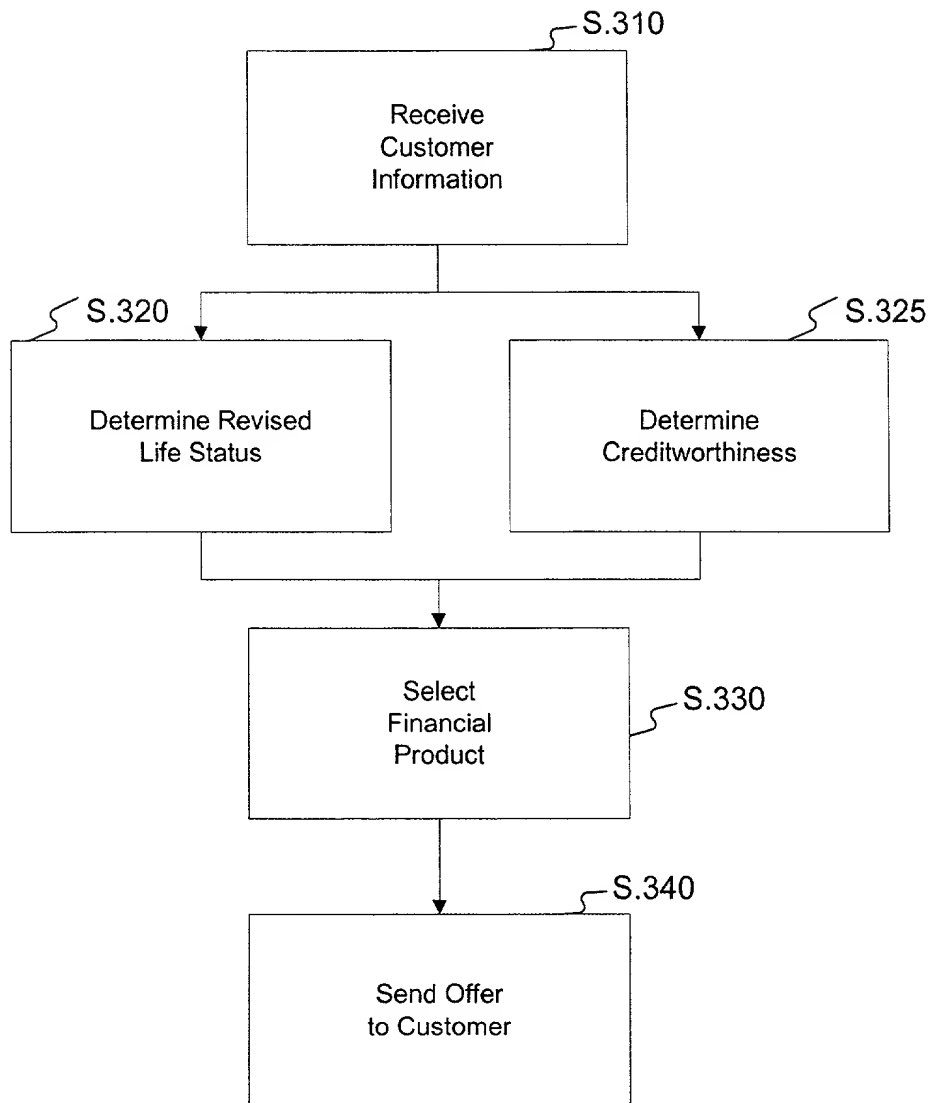 S.310
Receive
Customer
Information
S.320
S.325
Determine Revised
Life Status
Determine
Creditworthiness
Select
Financial
Product
S.330
S.340
Send Offer
to Customer